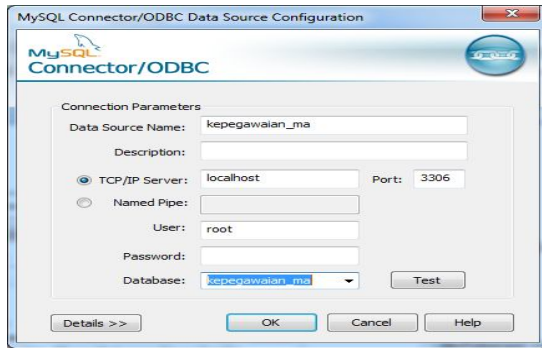 MySQL Connector/ODBC Data Source Configuration
MySQL
Connector/ODBC
Connection Parameters
Data Source Name: kepegawaian_ma
Description:
TCP/IP Server: localhost Port: 3306
Named Pipe:
User: root
Password:
Database: kepegawaian_ma Test
Details >> OK Cancel Help